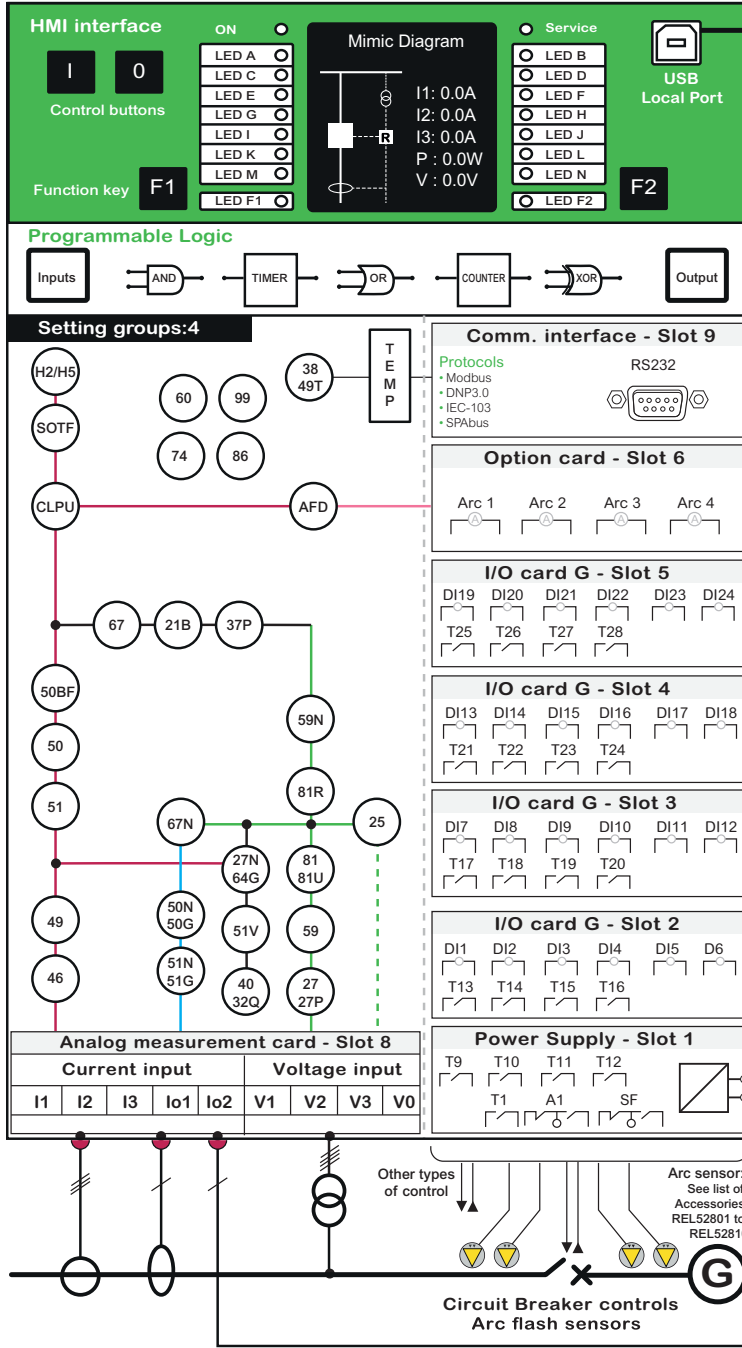 HMI interface
I 0
Control buttons
Function key F1
ON
LED A
LED C
LED E
LED G
LED I
LED K
LED M
LED F1
Mimic Diagram
R
I1: 0.0A
I2: 0.0A
I3: 0.0A
P : 0.0W
V : 0.0V
Service
LED B
LED D
LED F
LED H
LED J
LED L
LED N
LED F2
F2
USB
Local Port
Programmable Logic
Inputs AND TIMER OR COUNTER XOR Output
Setting groups:4
H2/H5
SOTF
CLPU
60 99
74 86
38
49T
TEMP
AFD
67 21B 37P
50BF
50
51
49
46
59N
81R
67N
25
27N
64G
81
81U
50N
50G
51V
59
51N
51G
40
32Q
27
27P
Comm. interface - Slot 9
Protocols
• Modbus
• DNP3.0
• IEC-103
• SPAbus
RS232
Option card - Slot 6
Arc 1 Arc 2 Arc 3 Arc 4
A A A A
I/O card G - Slot 5
DI19 DI20 DI21 DI22 DI23 DI24
T25 T26 T27 T28
I/O card G - Slot 4
DI13 DI14 DI15 DI16 DI17 DI18
T21 T22 T23 T24
I/O card G - Slot 3
DI7 DI8 DI9 DI10 DI11 DI12
T17 T18 T19 T20
I/O card G - Slot 2
DI1 DI2 DI3 DI4 DI5 D6
T13 T14 T15 T16
Power Supply - Slot 1
T9 T10 T11 T12
T1 A1 SF
Analog measurement card - Slot 8
Current input Voltage input
I1 I2 I3 Io1 Io2 V1 V2 V3 V0
Other types
of control
Arc sensor:
See list of
Accessories
REL52801 to
REL5281
G
Circuit Breaker controls
Arc flash sensors